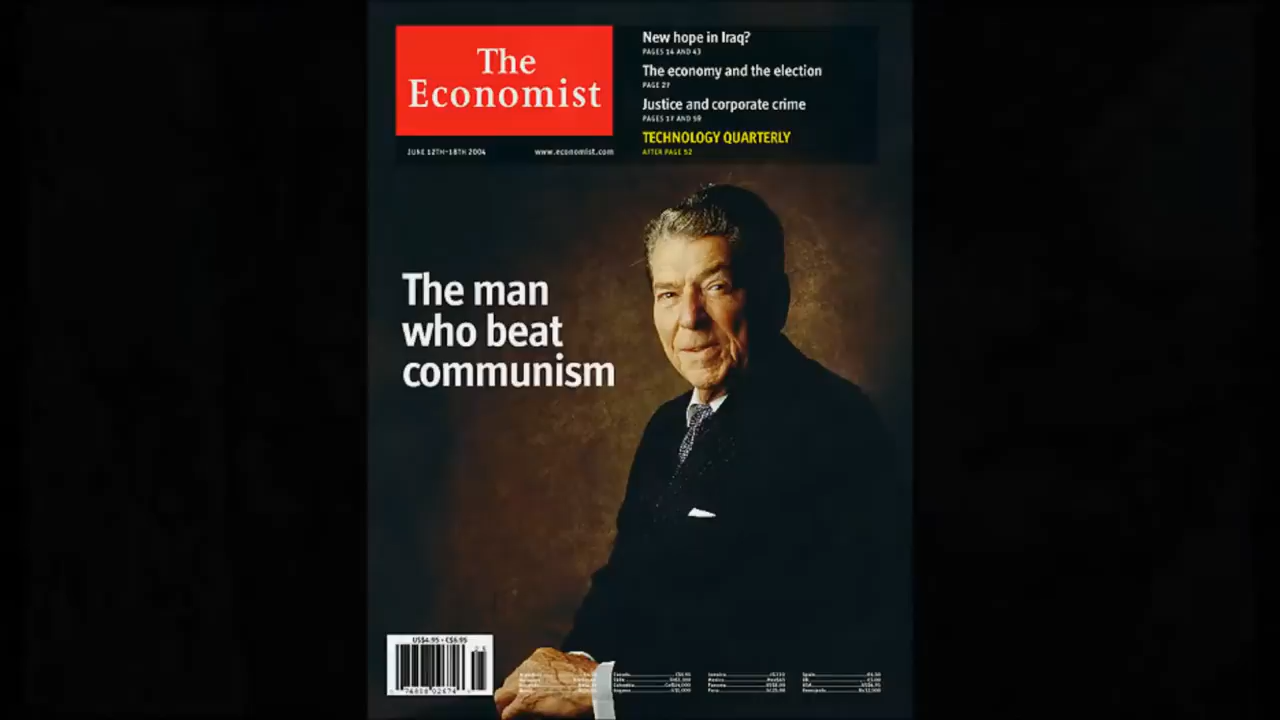 The
Economist
JUNE 12TH-18TH 2004
www.economist.com
New hope in Iraq?
PAGES 14 AND 43
The economy and the election
PAGE 27
Justice and corporate crime
PAGES 17 AND 59
TECHNOLOGY QUARTERLY
AFTER PAGE 52
The man
who beat
communism
US$4.95 • C$6.95